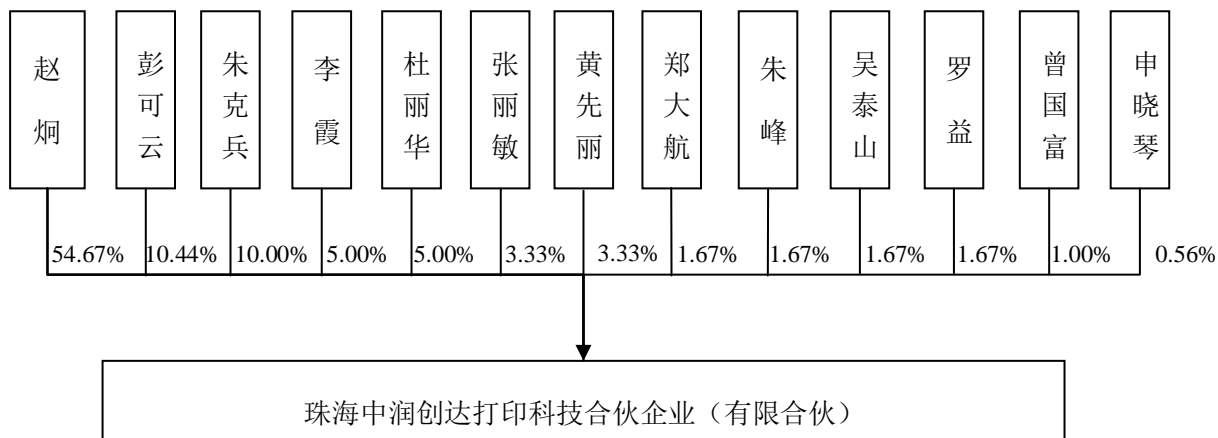 赵炯
彭可云
朱克兵
李霞
杜丽华
张丽敏
黄先丽
郑大航
朱峰
吴泰山
罗益
曾国富
申晓琴
54.67%
10.44%
10.00%
5.00%
5.00%
3.33%
3.33%
1.67%
1.67%
1.67%
1.67%
1.00%
0.56%
珠海中润创达打印科技合伙企业（有限合伙）